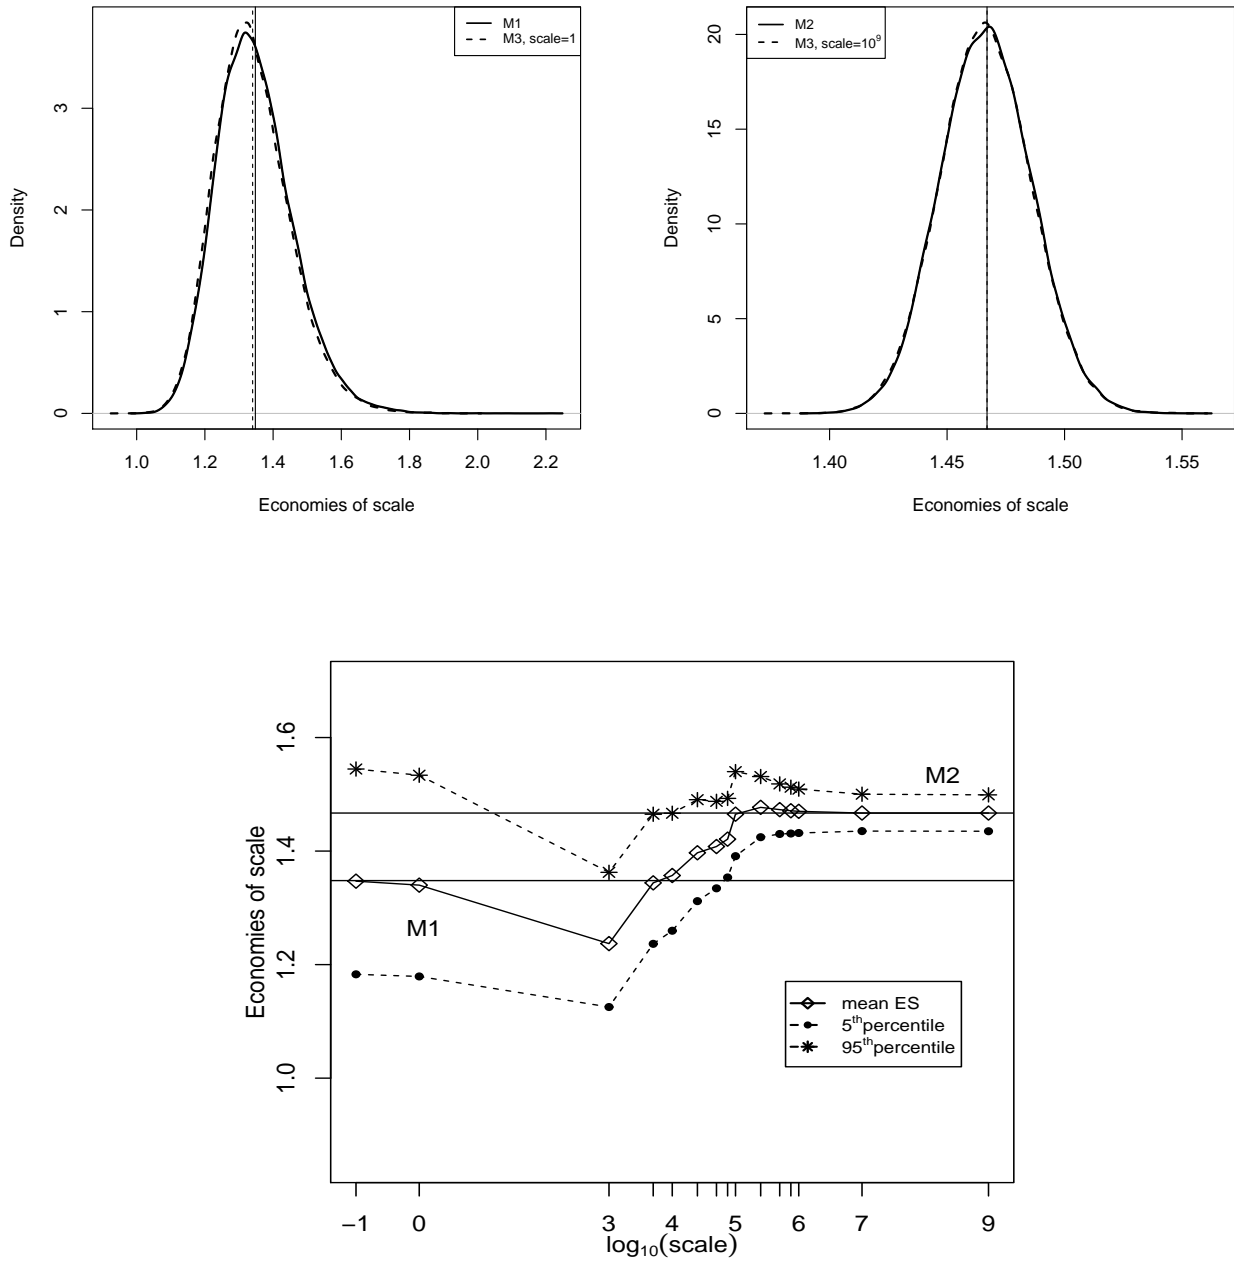 M1
M3, scale=1
3
2
1
0
Density
1.0 1.2 1.4 1.6 1.8 2.0 2.2
Economies of scale
M2
M3, scale=10⁹
20
15
10
5
0
Density
1.40 1.45 1.50 1.55
Economies of scale
1.6
1.4
1.2
1.0
Economies of scale
M2
M1
mean ES
5ᵗʰpercentile
95ᵗʰpercentile
−1 0 3 4 5 6 7 9
log₁₀(scale)